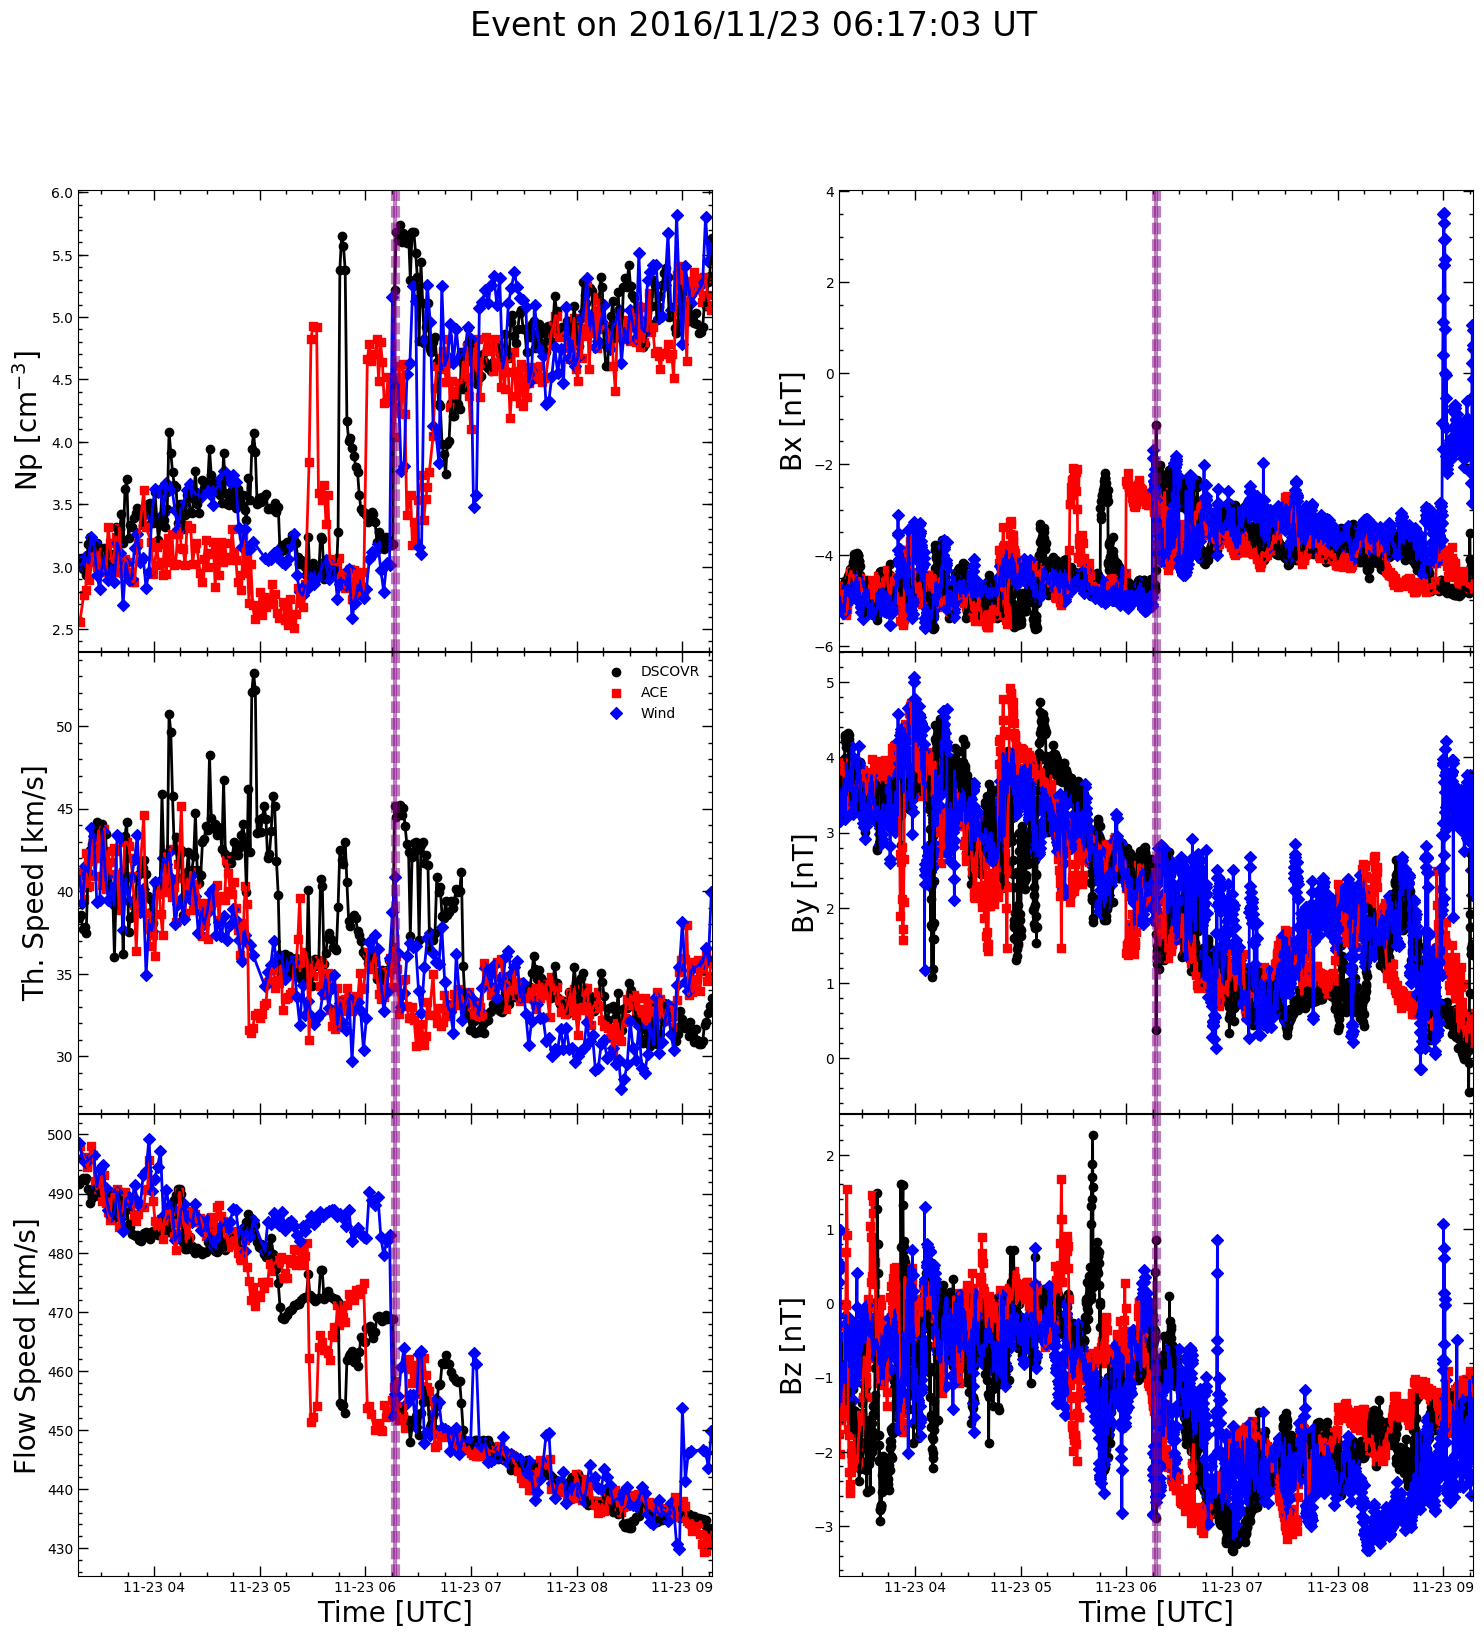 Event on 2016/11/23 06:17:03 UT
Np [cm⁻³]
6.0
5.5
5.0
4.5
4.0
3.5
3.0
2.5
Bx [nT]
4
2
0
−2
−4
−6
Th. Speed [km/s]
50
45
40
35
30
DSCOVR
ACE
Wind
By [nT]
5
4
3
2
1
0
Flow Speed [km/s]
500
490
480
470
460
450
440
430
11-23 04 11-23 05 11-23 06 11-23 07 11-23 08 11-23 09
Time [UTC]
Bz [nT]
2
1
0
−1
−2
−3
11-23 04 11-23 05 11-23 06 11-23 07 11-23 08 11-23 09
Time [UTC]